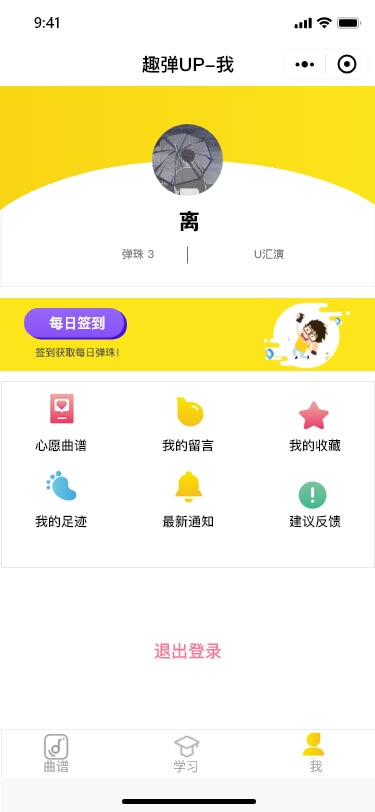 9:41
趣弹UP-我
离
弹珠 3
U汇演
每日签到
签到获取每日弹珠!
心愿曲谱 我的留言 我的收藏
我的足迹 最新通知 建议反馈
退出登录
曲谱 学习 我